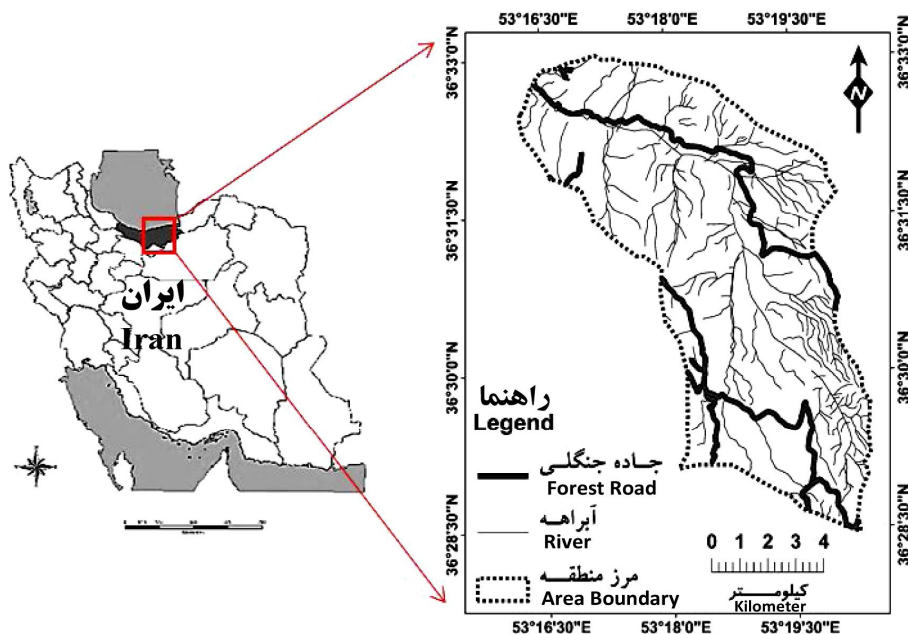 53°16'30"E
53°18'0"E
53°19'30"E
36°33'0"N
36°31'30"N
36°30'0"N
36°28'30"N
36°33'0"N
36°31'30"N
36°30'0"N
36°28'30"N
N
ایران
Iran
راهنما
Legend
جاده جنگلی
Forest Road
آبراهه
River
مرز منطقه
Area Boundary
0 1 2 3 4
کیلومتر
Kilometer
53°16'30"E
53°18'0"E
53°19'30"E